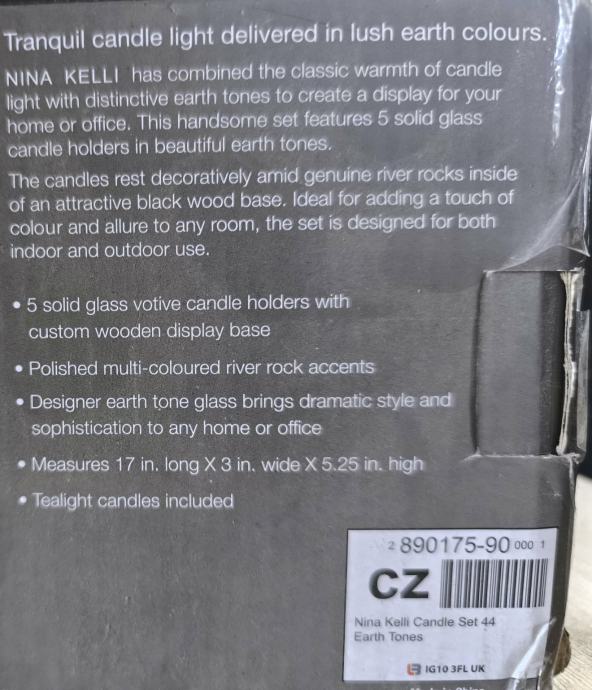 Tranquil candle light delivered in lush earth colours.
NINA KELLI has combined the classic warmth of candle
light with distinctive earth tones to create a display for your
home or office. This handsome set features 5 solid glass
candle holders in beautiful earth tones.
The candles rest decoratively amid genuine river rocks inside
of an attractive black wood base. Ideal for adding a touch of
colour and allure to any room, the set is designed for both
indoor and outdoor use.
• 5 solid glass votive candle holders with
custom wooden display base
• Polished multi-coloured river rock accents
• Designer earth tone glass brings dramatic style and
sophistication to any home or office
• Measures 17 in. long X 3 in. wide X 5.25 in. high
• Tealight candles included
2 890175-90 000 1
CZ
Nina Kelli Candle Set 44
Earth Tones
IG10 3FL UK